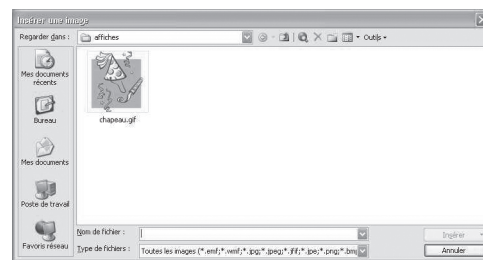 Insérer une image
Regarder dans :
affiches
Outils
Mes documents
récents
Bureau
Mes documents
Poste de travail
Favoris réseau
chapeau.gif
Nom de fichier :
Type de fichiers :
Toutes les images (*.emf;*.wmf;*.jpg;*.jpeg;*.jfif;*.jpe;*.png;*.bm
Insérer
Annuler